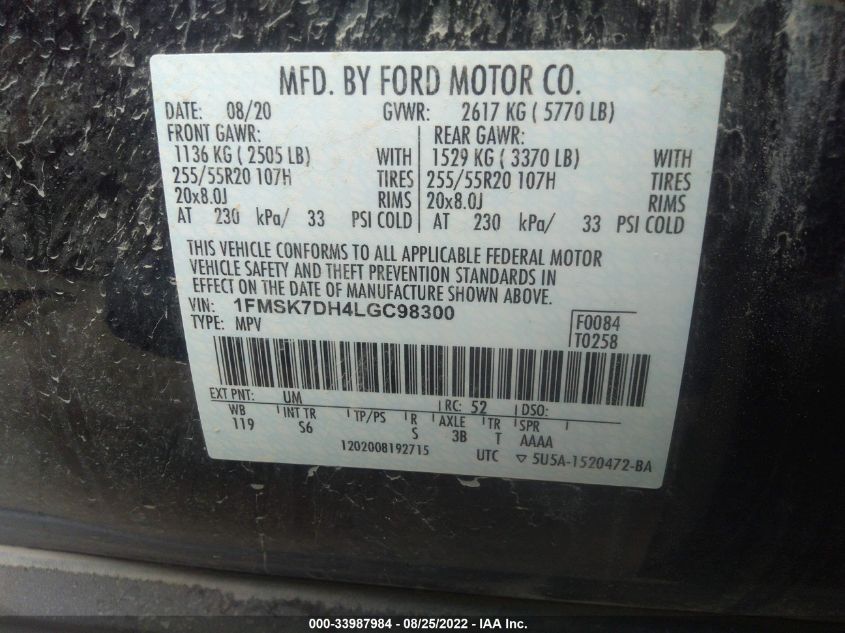 MFD. BY FORD MOTOR CO.
DATE: 08/20 GVWR: 2617 KG ( 5770 LB)
FRONT GAWR: REAR GAWR:
1136 KG ( 2505 LB) WITH 1529 KG ( 3370 LB) WITH
255/55R20 107H TIRES 255/55R20 107H TIRES
20x8.0J RIMS 20x8.0J RIMS
AT 230 kPa/ 33 PSI COLD AT 230 kPa/ 33 PSI COLD
THIS VEHICLE CONFORMS TO ALL APPLICABLE FEDERAL MOTOR
VEHICLE SAFETY AND THEFT PREVENTION STANDARDS IN
EFFECT ON THE DATE OF MANUFACTURE SHOWN ABOVE.
VIN: 1FMSK7DH4LGC98300 F0084
TYPE: MPV T0258
EXT PNT: UM RC: 52 DSO:
WB INT TR TP/PS R AXLE TR SPR
119 S6 S 3B T AAAA
1202008192715 UTC ▽ 5U5A-1520472-BA
000-33987984 - 08/25/2022 - IAA Inc.